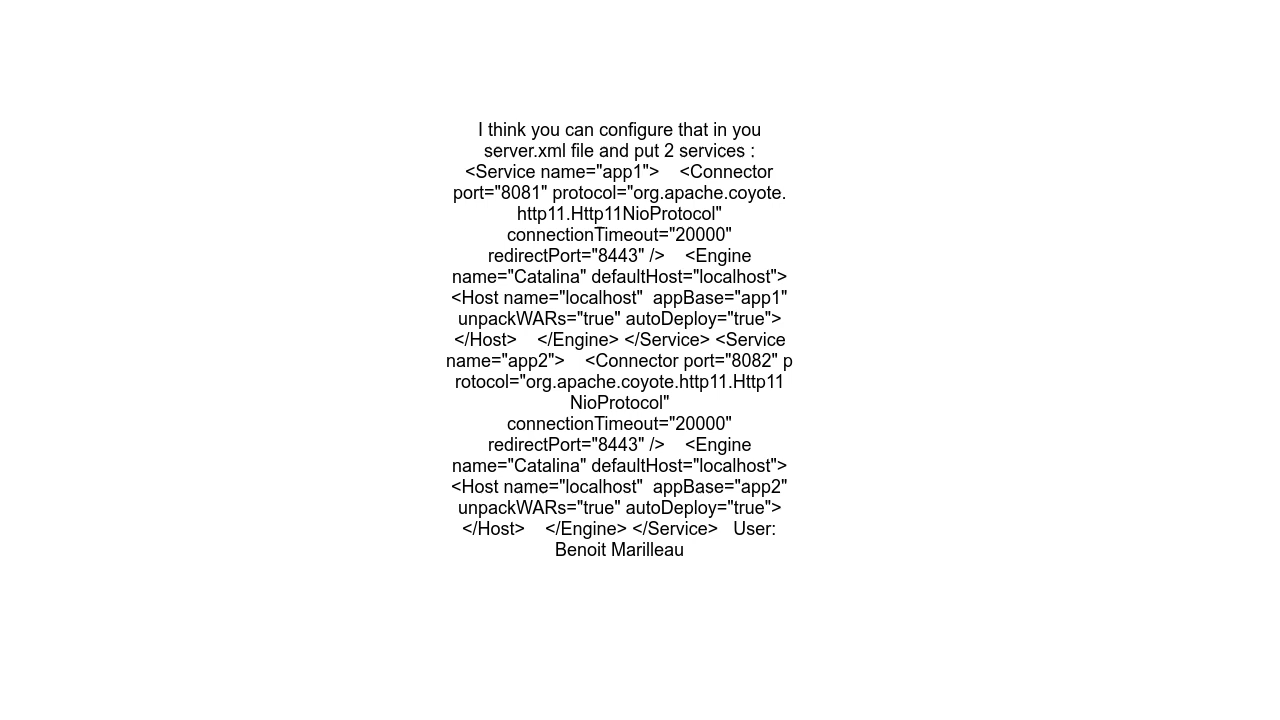 I think you can configure that in you
server.xml file and put 2 services :
<Service name="app1">    <Connector
port="8081" protocol="org.apache.coyote.
http11.Http11NioProtocol"
connectionTimeout="20000"
redirectPort="8443" />    <Engine
name="Catalina" defaultHost="localhost">
<Host name="localhost"  appBase="app1"
unpackWARs="true" autoDeploy="true">
</Host>    </Engine> </Service> <Service
name="app2">    <Connector port="8082" p
rotocol="org.apache.coyote.http11.Http11
NioProtocol"
connectionTimeout="20000"
redirectPort="8443" />    <Engine
name="Catalina" defaultHost="localhost">
<Host name="localhost"  appBase="app2"
unpackWARs="true" autoDeploy="true">
</Host>    </Engine> </Service>   User:
Benoit Marilleau